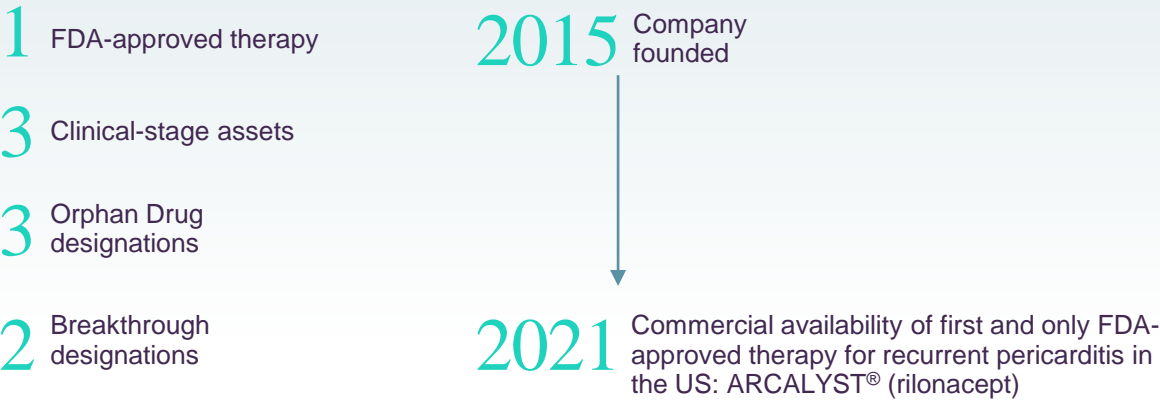 1 FDA-approved therapy
3 Clinical-stage assets
3 Orphan Drug
designations
2 Breakthrough
designations
2015 Company
founded
2021 Commercial availability of first and only FDA-
approved therapy for recurrent pericarditis in
the US: ARCALYST® (rilonacept)